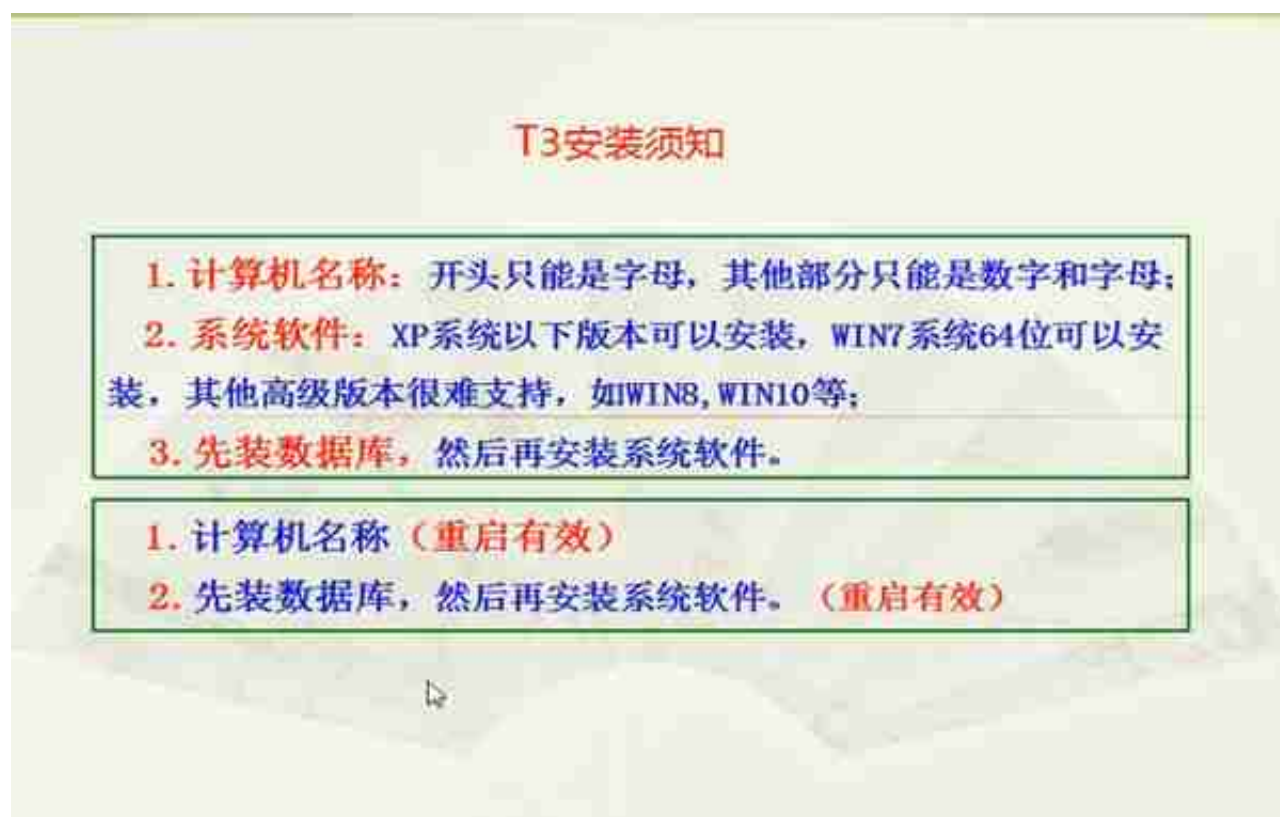 T3安装须知
1.计算机名称：开头只能是字母，其他部分只能是数字和字母；
2.系统软件：XP系统以下版本可以安装，WIN7系统64位可以安
装，其他高级版本很难支持，如WIN8,WIN10等；
3.先装数据库，然后再安装系统软件。
1.计算机名称（重启有效）
2.先装数据库，然后再安装系统软件。（重启有效）